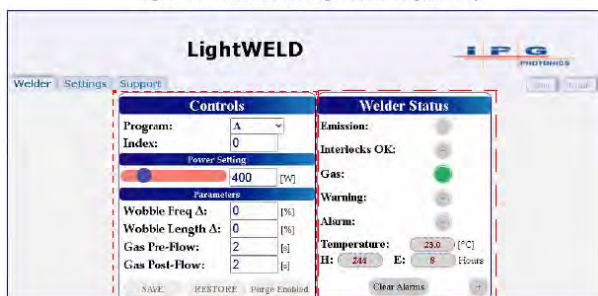 LightWELD
IPG
PHOTONICS
Welder Settings Support
Controls
Program: A
Index: 0
Power Setting
400 [W]
Parameters
Wobble Freq Δ: 0 [%]
Wobble Length Δ: 0 [%]
Gas Pre-Flow: 2 [s]
Gas Post-Flow: 2 [s]
SAVE RESTORE Purge Enabled
Welder Status
Emission:
Interlocks OK:
Gas:
Warning:
Alarm:
Temperature: 23.0 [°C]
H: 244 E: 8 Hours
Clear Alarms